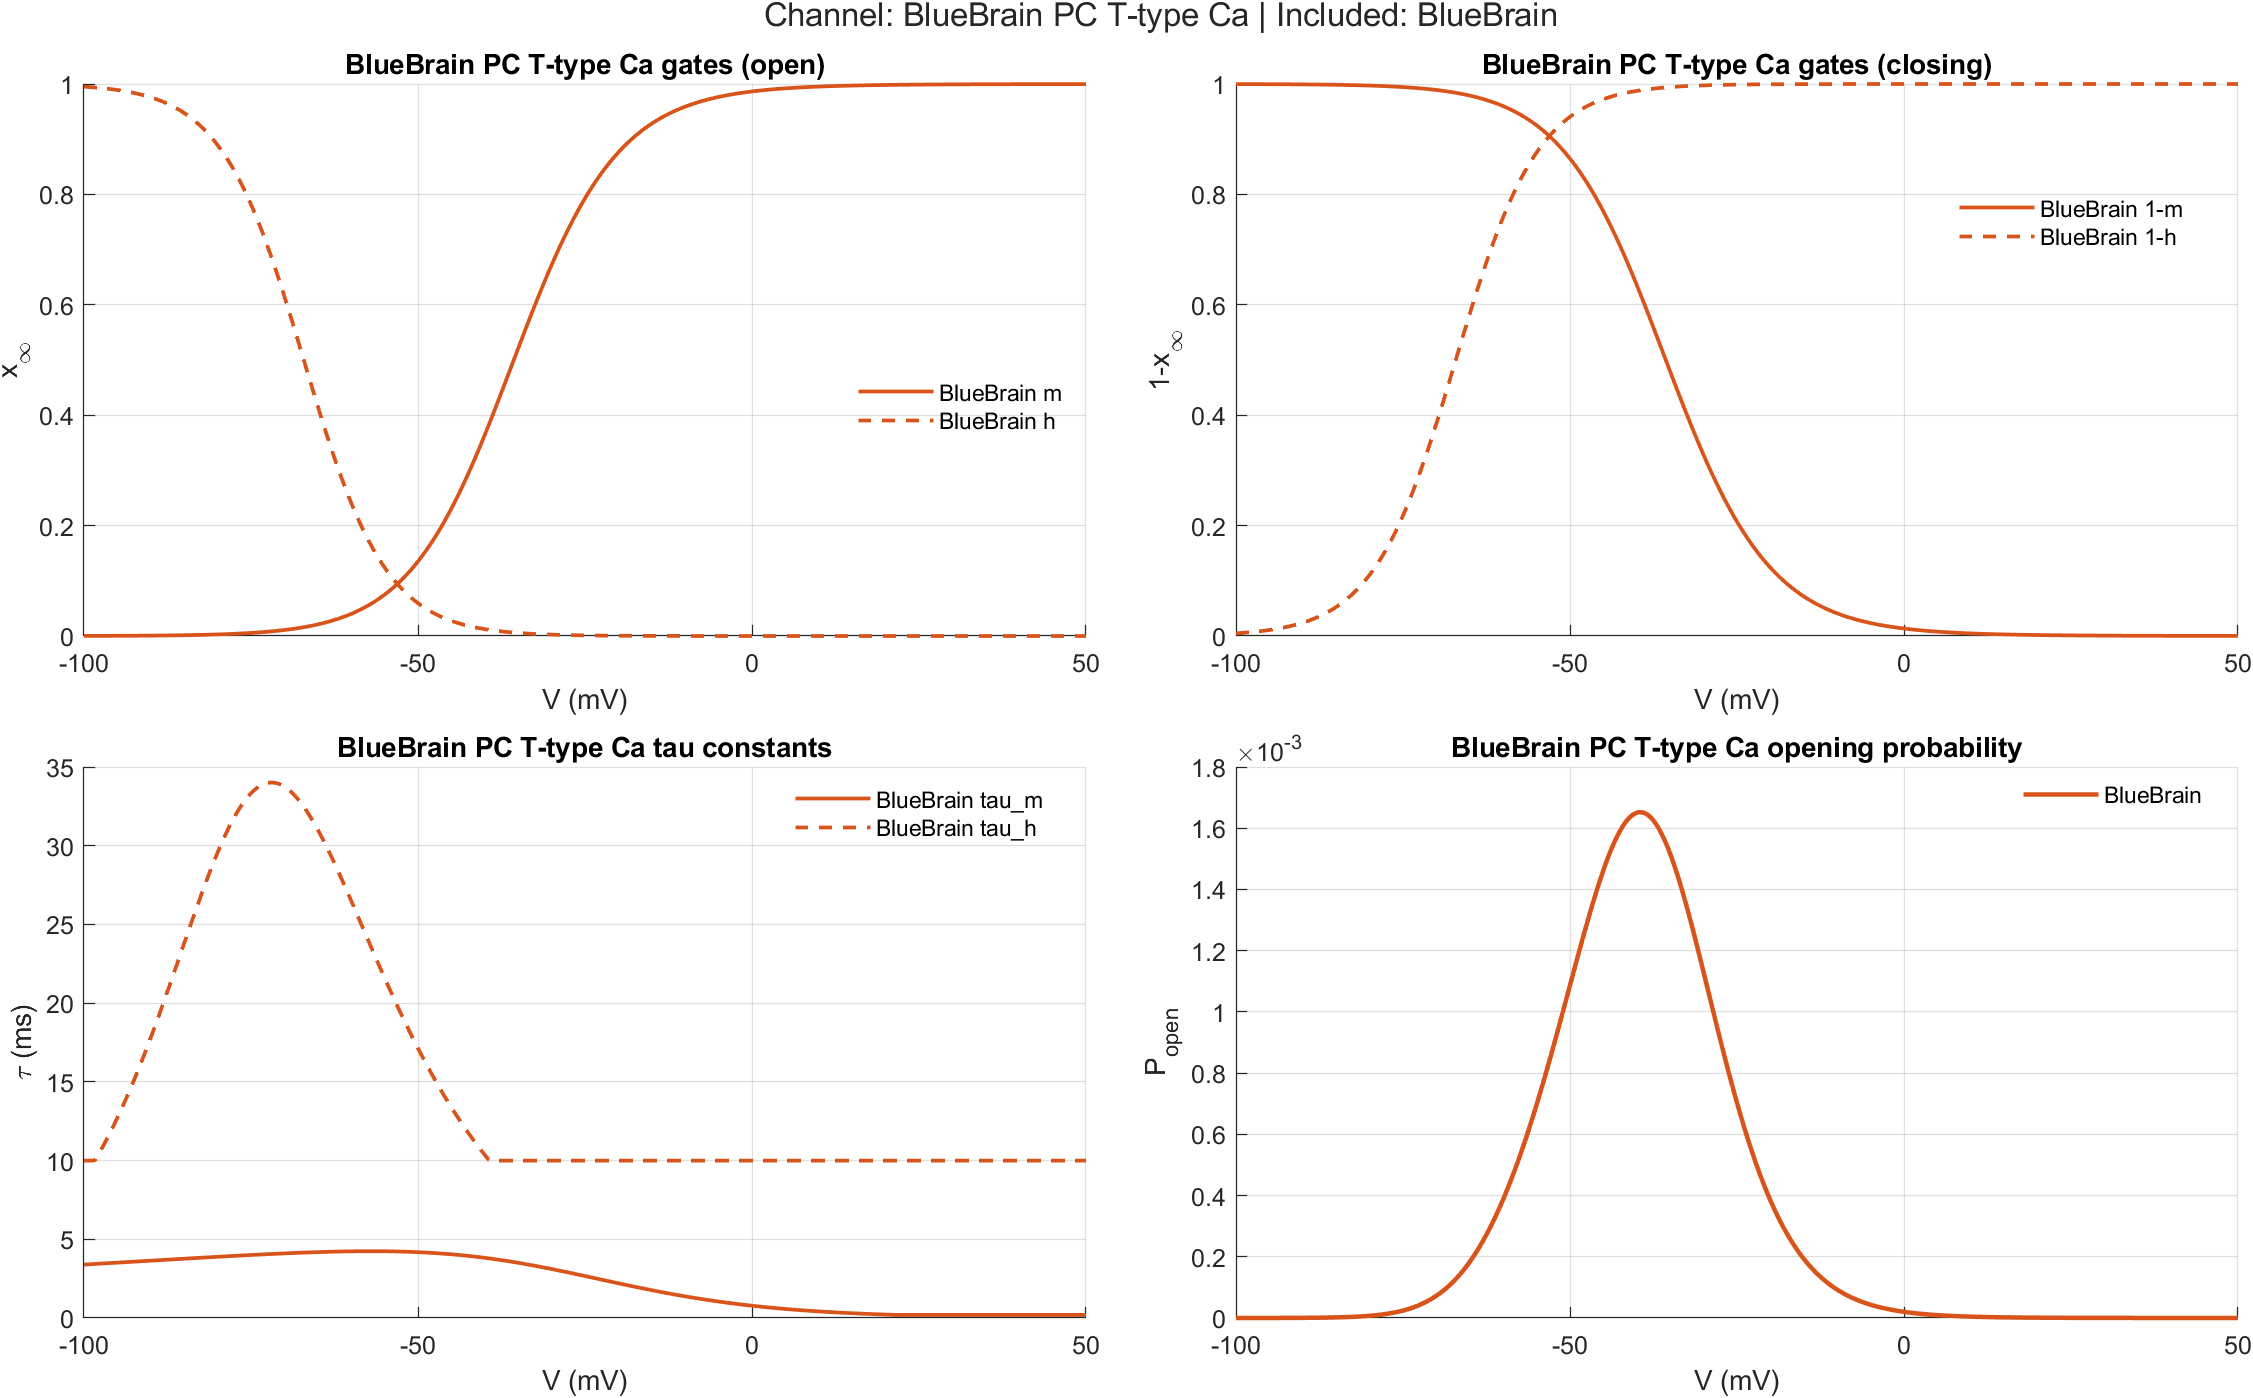 Channel: BlueBrain PC T-type Ca | Included: BlueBrain
BlueBrain PC T-type Ca gates (open)
1
0.8
0.6
0.4
0.2
0
x∞
-100
-50
0
50
V (mV)
BlueBrain m
BlueBrain h
BlueBrain PC T-type Ca gates (closing)
1
0.8
0.6
0.4
0.2
0
1-x∞
-100
-50
0
50
V (mV)
BlueBrain 1-m
BlueBrain 1-h
BlueBrain PC T-type Ca tau constants
35
30
25
20
15
10
5
0
τ (ms)
-100
-50
0
50
V (mV)
BlueBrain tau_m
BlueBrain tau_h
BlueBrain PC T-type Ca opening probability
×10-3
1.8
1.6
1.4
1.2
1
0.8
0.6
0.4
0.2
0
Popen
-100
-50
0
50
V (mV)
BlueBrain